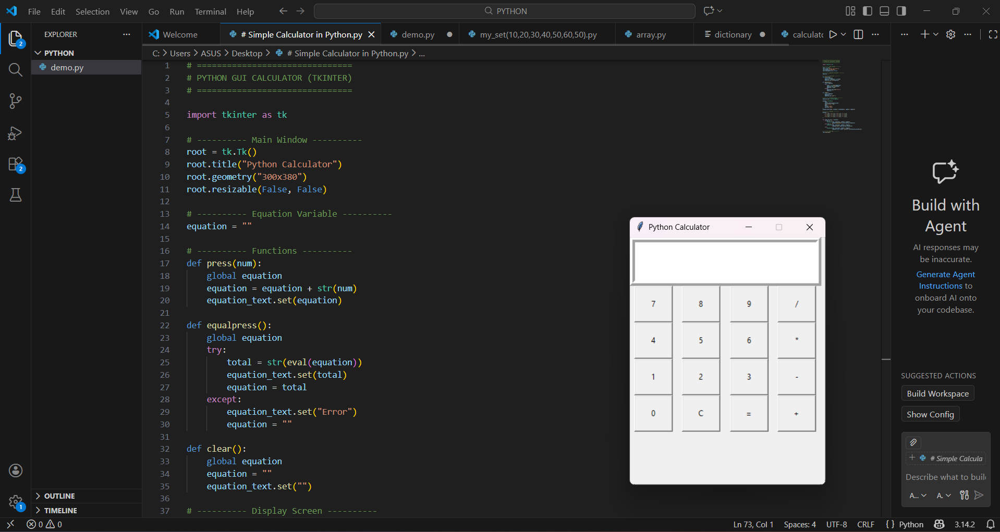 File Edit Selection View Go Run Terminal Help
PYTHON
2
EXPLORER
PYTHON
demo.py
Welcome
# Simple Calculator in Python.py
demo.py
my_set(10,20,30,40,50,60,50).py
array.py
dictionary
calculatc
C: > Users > ASUS > Desktop > # Simple Calculator in Python.py > ...
1 # ===============================
2 # PYTHON GUI CALCULATOR (TKINTER)
3 # ===============================
4
5 import tkinter as tk
6
7 # ---------- Main Window ----------
8 root = tk.Tk()
9 root.title("Python Calculator")
10 root.geometry("300x380")
11 root.resizable(False, False)
12
13 # ---------- Equation Variable ----------
14 equation = ""
15
16 # ---------- Functions ----------
17 def press(num):
18 global equation
19 equation = equation + str(num)
20 equation_text.set(equation)
21
22 def equalpress():
23 global equation
24 try:
25 total = str(eval(equation))
26 equation_text.set(total)
27 equation = total
28 except:
29 equation_text.set("Error")
30 equation = ""
31
32 def clear():
33 global equation
34 equation = ""
35 equation_text.set("")
36
37 # ---------- Display Screen ----------
2
1
OUTLINE
TIMELINE
Python Calculator
7 8 9 /
4 5 6 *
1 2 3 -
0 C = +
Build with
Agent
AI responses may
be inaccurate.
Generate Agent
Instructions to
onboard AI onto
your codebase.
SUGGESTED ACTIONS
Build Workspace
Show Config
# Simple Calcula
Describe what to buil
A... A.
0 0
Ln 73, Col 1 Spaces: 4 UTF-8 CRLF { } Python 3.14.2